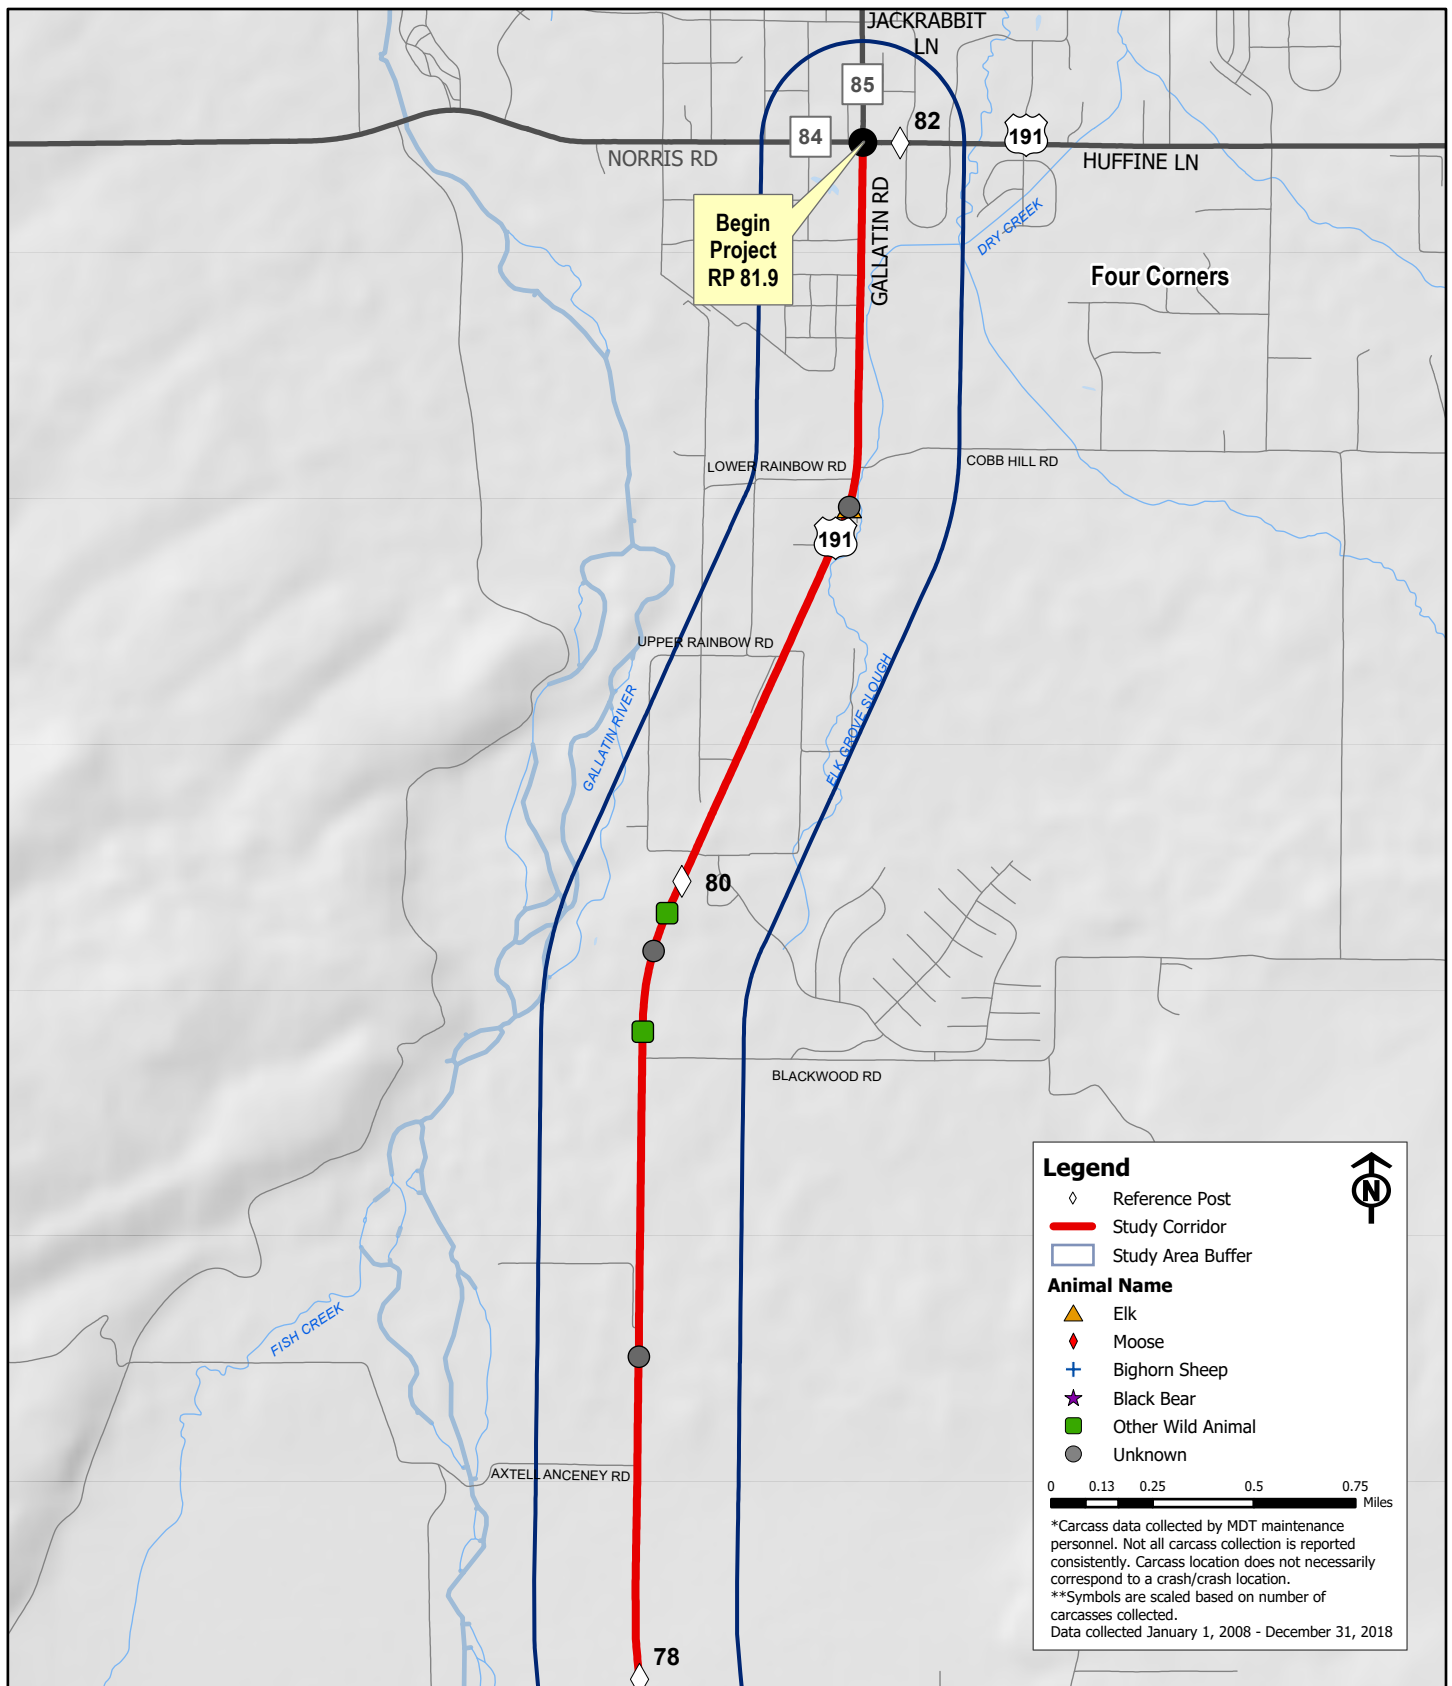 JACKRABBIT
LN
85
82
84
191
NORRIS RD
HUFFINE LN
Begin
Project
RP 81.9
GALLATIN RD
DRY CREEK
Four Corners
LOWER RAINBOW RD
COBB HILL RD
191
UPPER RAINBOW RD
GALLATIN RIVER
ELK GROVE SLOUGH
80
BLACKWOOD RD
FISH CREEK
AXTELL ANCENEY RD
78
Legend
N
Reference Post
Study Corridor
Study Area Buffer
Animal Name
Elk
Moose
Bighorn Sheep
Black Bear
Other Wild Animal
Unknown
0 0.13 0.25 0.5 0.75
Miles
*Carcass data collected by MDT maintenance
personnel. Not all carcass collection is reported
consistently. Carcass location does not necessarily
correspond to a crash/crash location.
**Symbols are scaled based on number of
carcasses collected.
Data collected January 1, 2008 - December 31, 2018